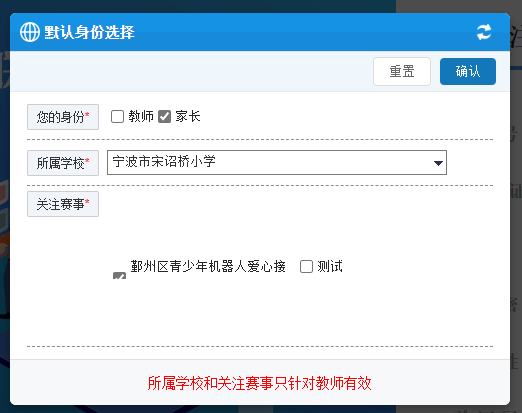 默认身份选择
重置 确认
您的身份* 教师 家长
所属学校* 宁波市宋诏桥小学
关注赛事*
鄞州区青少年机器人爱心接 测试
所属学校和关注赛事只针对教师有效